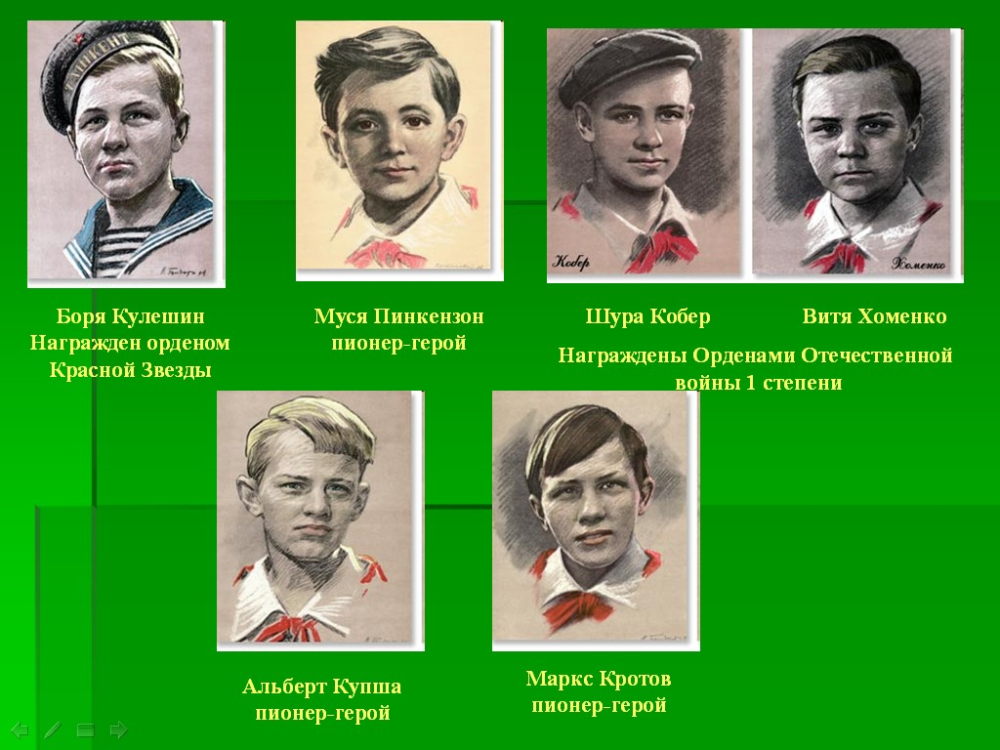 ТАШКЕНТ
Кобер
Хоменко
Боря Кулешин
Награжден орденом
Красной Звезды
Муся Пинкензон
пионер-герой
Шура Кобер
Витя Хоменко
Награждены Орденами Отечественной
войны 1 степени
Альберт Купша
пионер-герой
Маркс Кротов
пионер-герой